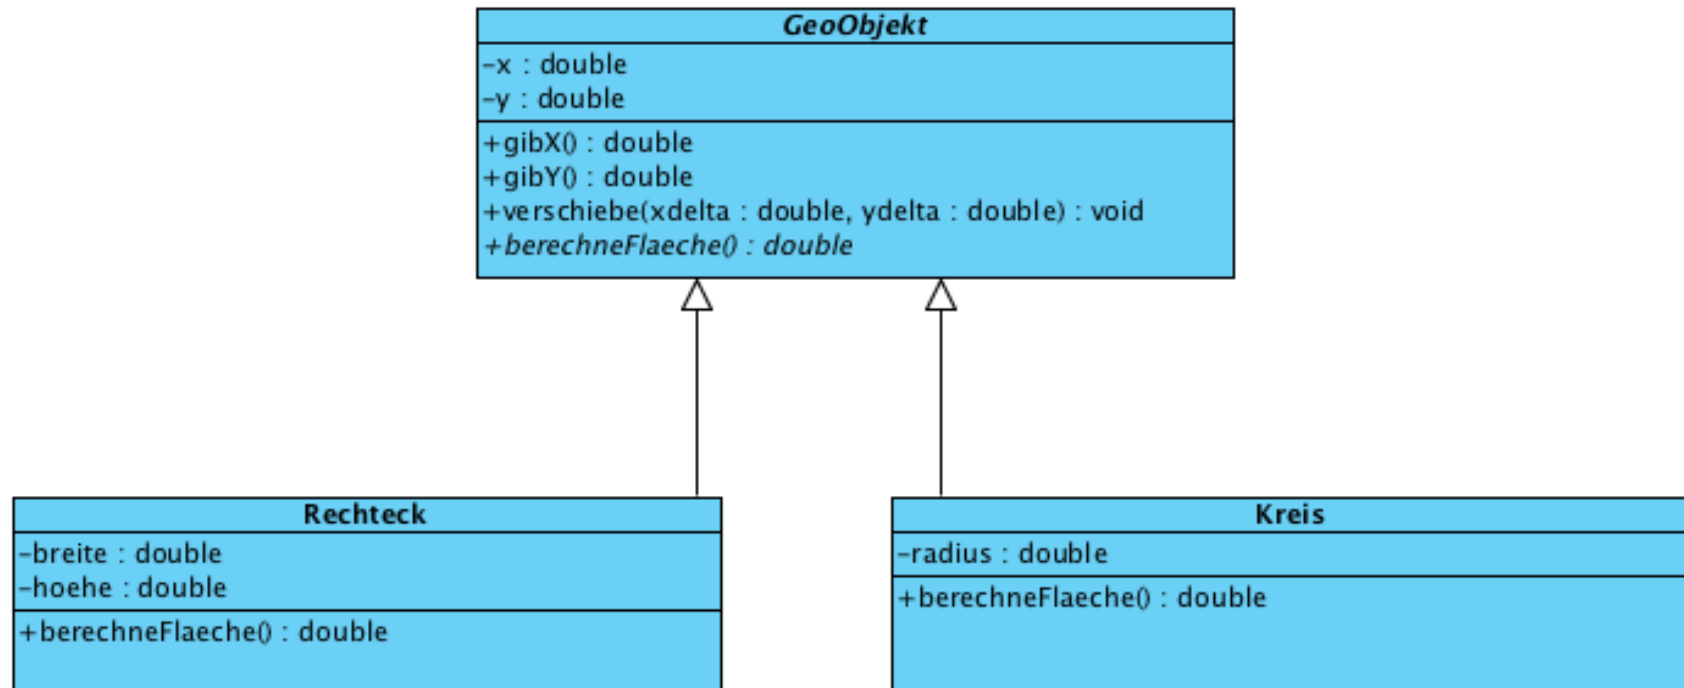 GeoObjekt
-x : double
-y : double
+gibX() : double
+gibY() : double
+verschiebe(xdelta : double, ydelta : double) : void
+berechneFlaeche() : double
Rechteck
-breite : double
-hoehe : double
+berechneFlaeche() : double
Kreis
-radius : double
+berechneFlaeche() : double